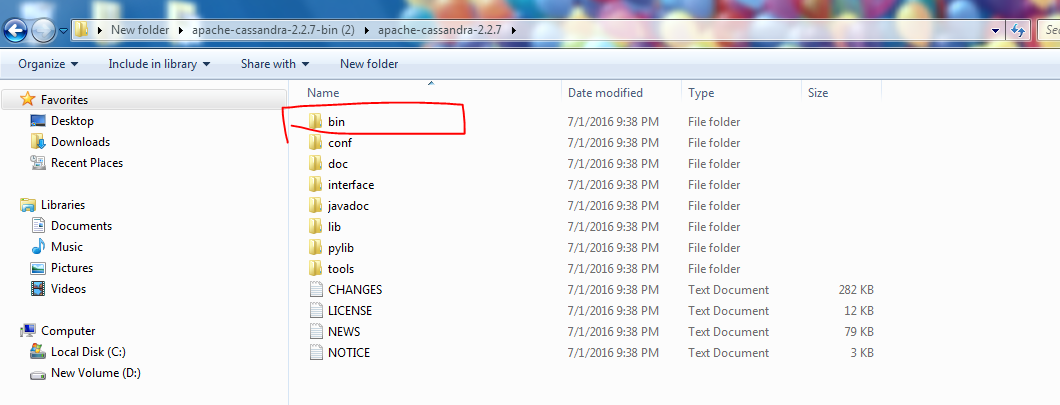 New folder ▸ apache-cassandra-2.2.7-bin (2) ▸ apache-cassandra-2.2.7 ▸
Organize ▾ Include in library ▾ Share with ▾ New folder
Favorites
Desktop
Downloads
Recent Places
Libraries
Documents
Music
Pictures
Videos
Computer
Local Disk (C:)
New Volume (D:)
Name Date modified Type Size
bin 7/1/2016 9:38 PM File folder
conf 7/1/2016 9:38 PM File folder
doc 7/1/2016 9:38 PM File folder
interface 7/1/2016 9:38 PM File folder
javadoc 7/1/2016 9:38 PM File folder
lib 7/1/2016 9:38 PM File folder
pylib 7/1/2016 9:38 PM File folder
tools 7/1/2016 9:38 PM File folder
CHANGES 7/1/2016 9:38 PM Text Document 282 KB
LICENSE 7/1/2016 9:38 PM Text Document 12 KB
NEWS 7/1/2016 9:38 PM Text Document 79 KB
NOTICE 7/1/2016 9:38 PM Text Document 3 KB